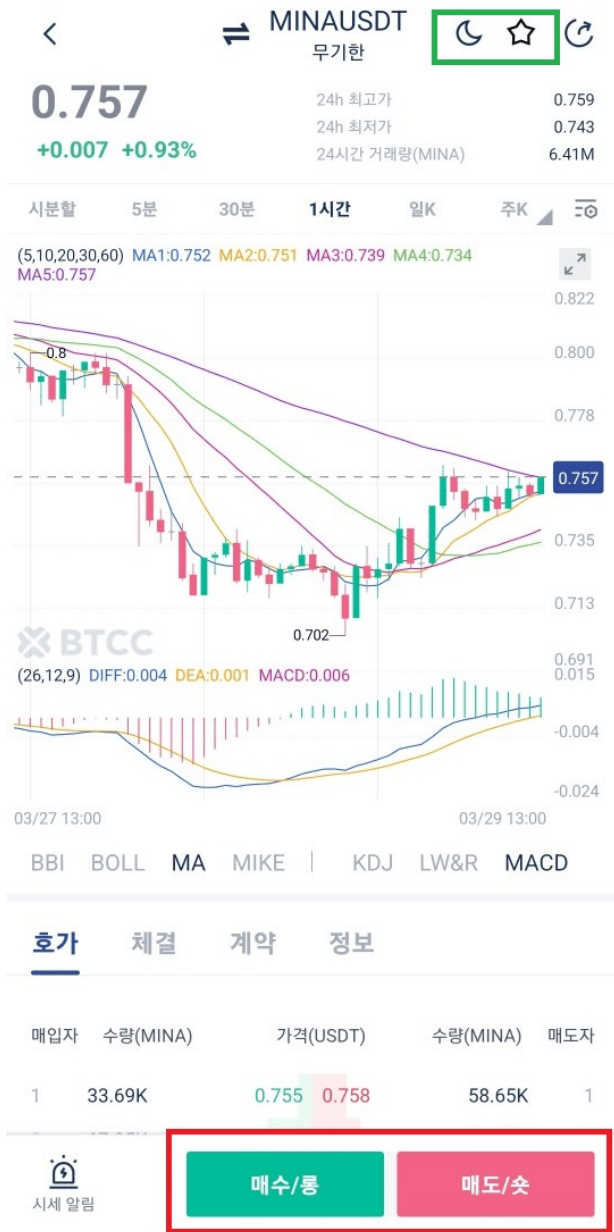 MINAUSDT
무기한
0.757
+0.007 +0.93%
24h 최고가 0.759
24h 최저가 0.743
24시간 거래량(MINA) 6.41M
시분할 5분 30분 1시간 일K 주K
(5,10,20,30,60) MA1:0.752 MA2:0.751 MA3:0.739 MA4:0.734
MA5:0.757
0.822
0.8
0.800
0.778
0.757
0.735
0.713
0.702
BTCC
0.691
(26,12,9) DIFF:0.004 DEA:0.001 MACD:0.006
0.015
-0.004
-0.024
03/27 13:00 03/29 13:00
BBI BOLL MA MIKE | KDJ LW&R MACD
호가 체결 계약 정보
매입자 수량(MINA) 가격(USDT) 수량(MINA) 매도자
1 33.69K 0.755 0.758 58.65K 1
시세 알림
매수/롱 매도/숏